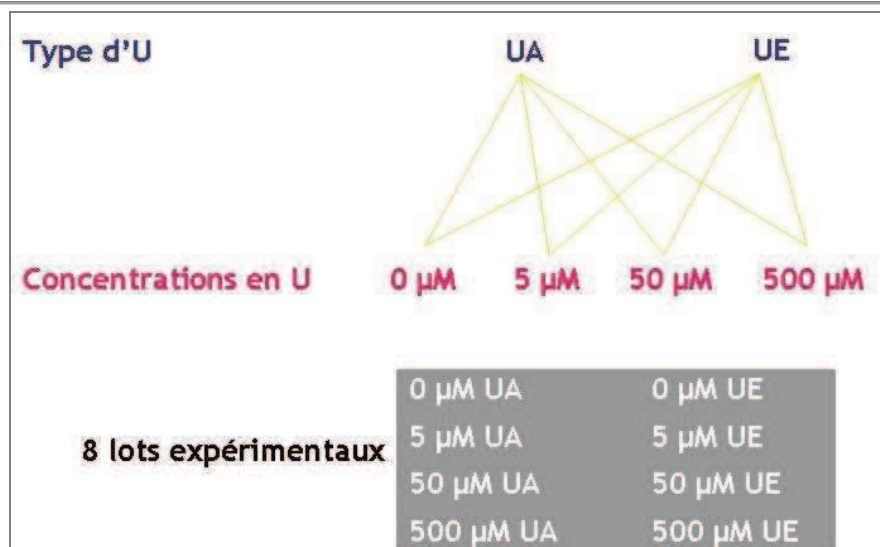 Type d'U UA UE
Concentrations en U 0 µM 5 µM 50 µM 500 µM
0 µM UA 0 µM UE
5 µM UA 5 µM UE
8 lots expérimentaux
50 µM UA 50 µM UE
500 µM UA 500 µM UE